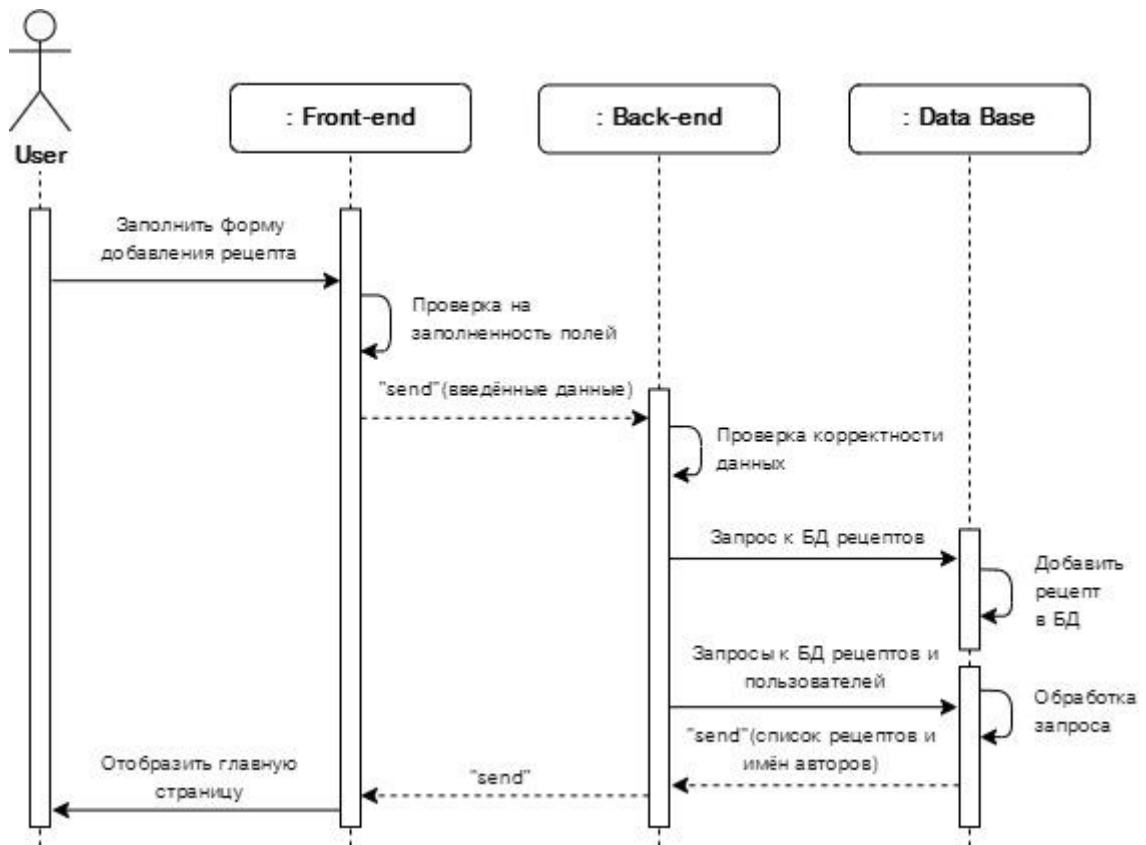 User
: Front-end
: Back-end
: Data Base
Заполнить форму
добавления рецепта
Проверка на
заполненность полей
"send"(введённые данные)
Проверка корректности
данных
Запрос к БД рецептов
Добавить
рецепт
в БД
Запросы к БД рецептов и
пользователей
Обработка
запроса
"send"(список рецептов и
имён авторов)
"send"
Отобразить главную
страницу